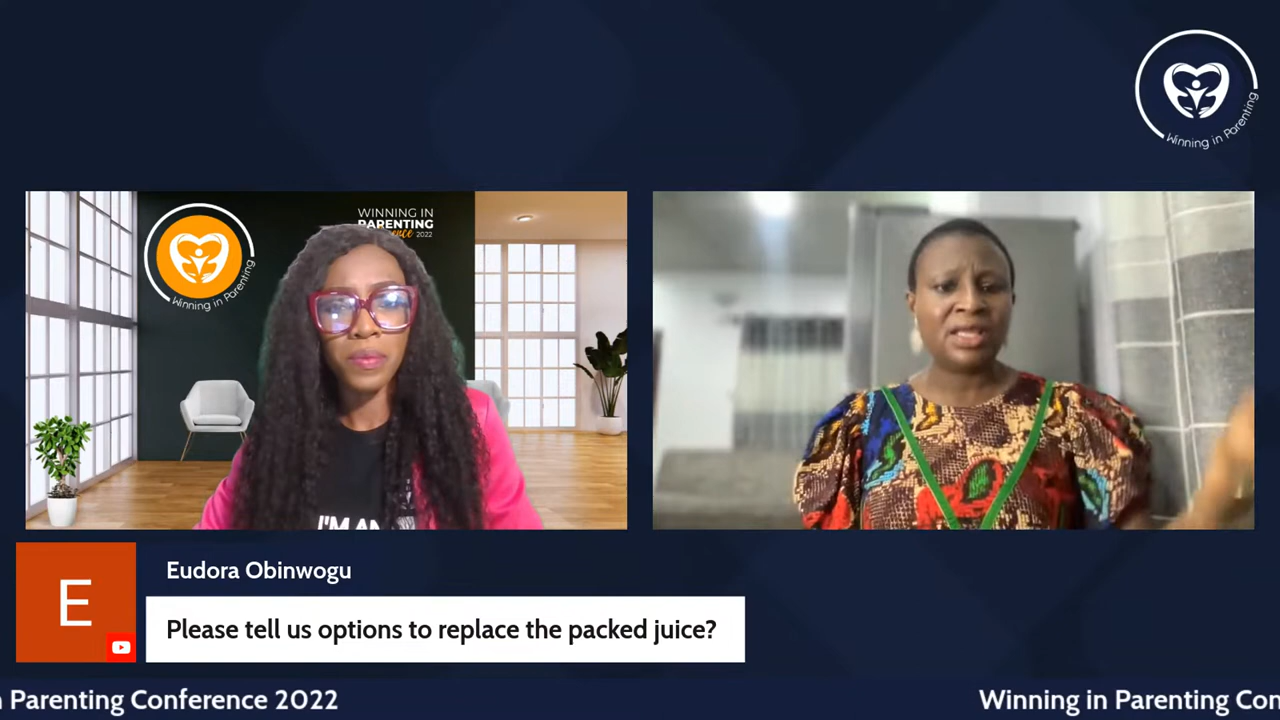 Winning in Parenting
WINNING IN
PARENTING
2022
Winning in Parenting
I'M AN
E
Eudora Obinwogu
Please tell us options to replace the packed juice?
Parenting Conference 2022
Winning in Parenting